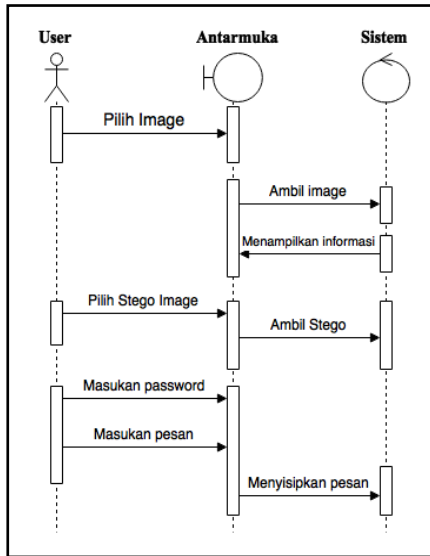 User
Antarmuka
Sistem
Pilih Image
Ambil image
Menampilkan informasi
Pilih Stego Image
Ambil Stego
Masukan password
Masukan pesan
Menyisipkan pesan